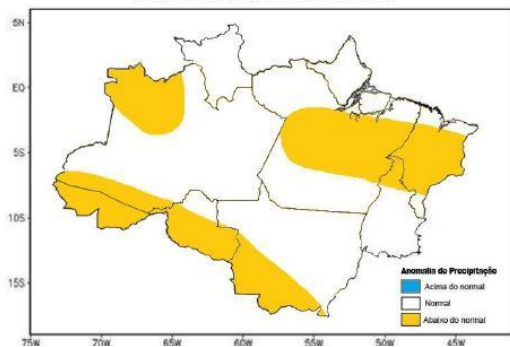 5N
EQ
5S
10S
15S
75W 70W 65W 60W 55W 50W 45W
Anomalia de Precipitação
Acima do normal
Normal
Abaixo do normal